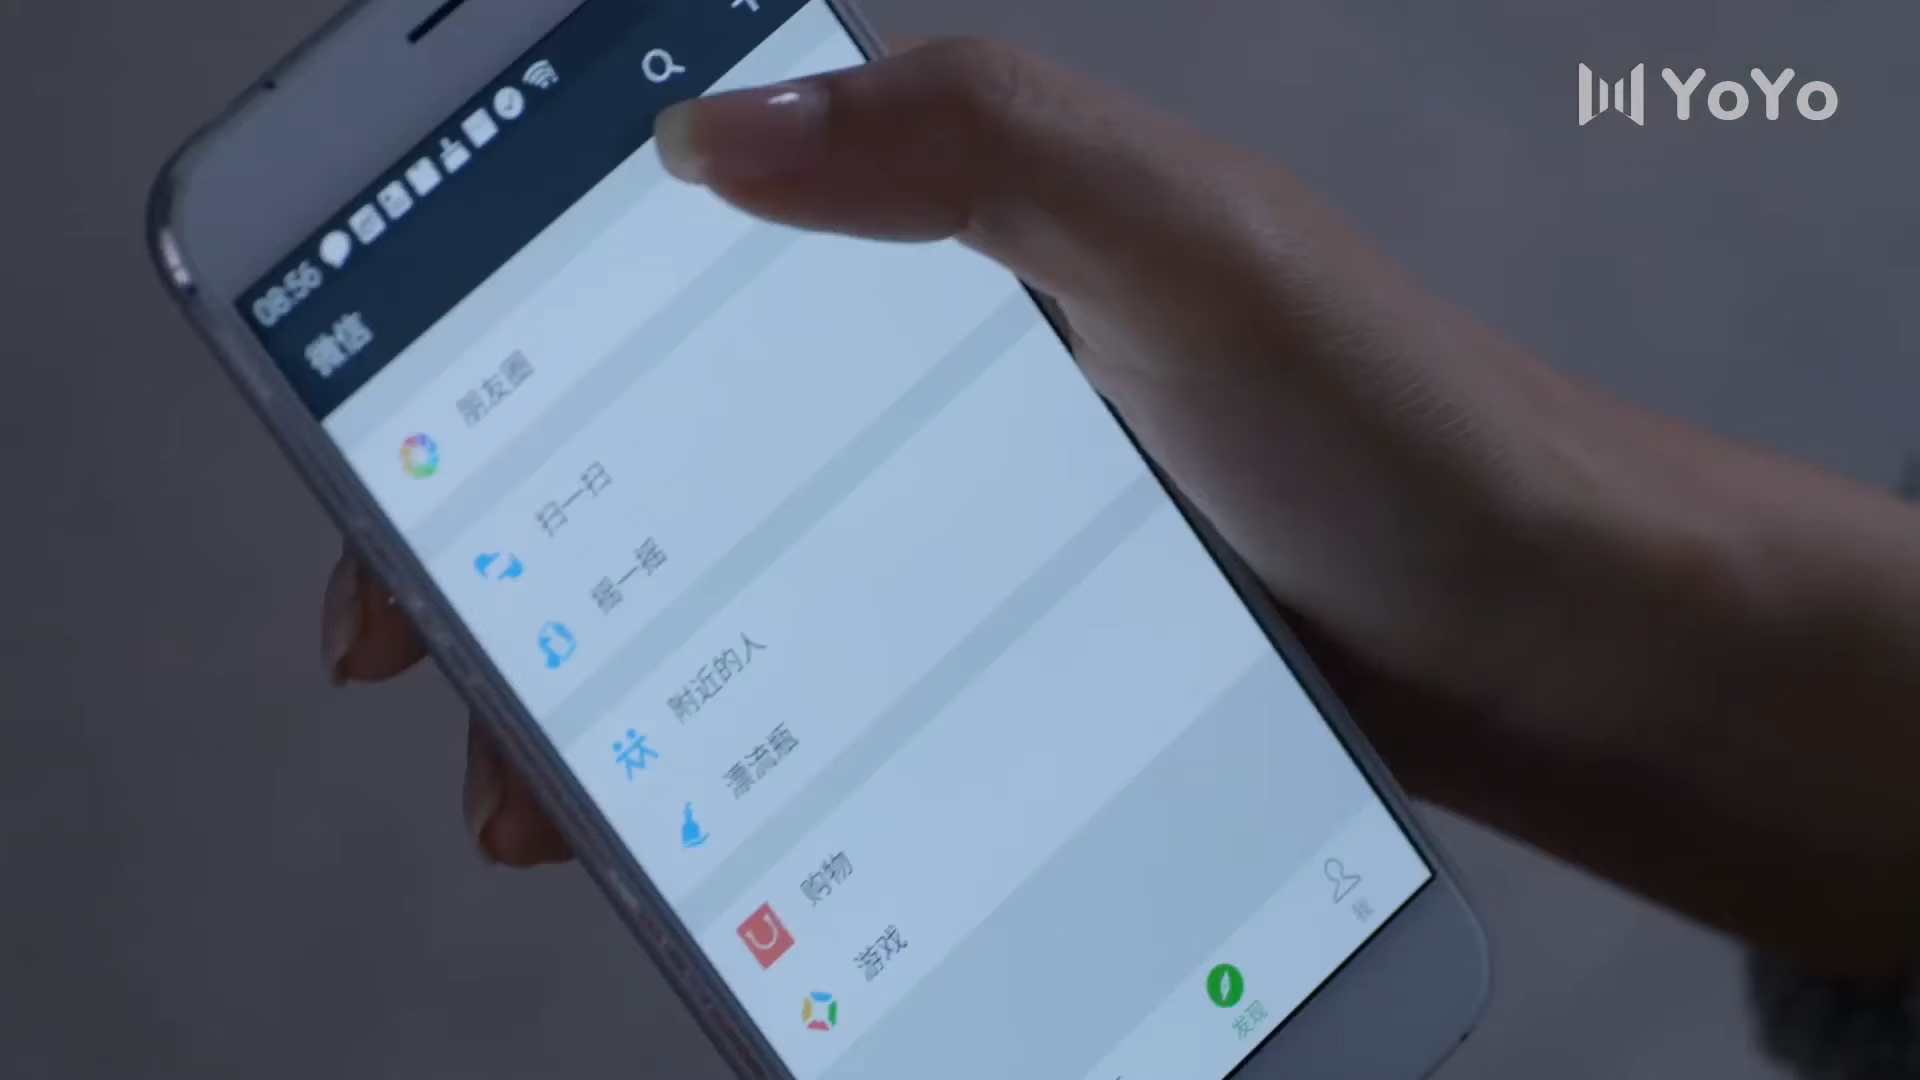 YoYo
08:56
微信
朋友圈
扫一扫
摇一摇
附近的人
漂流瓶
购物
游戏
发现
我